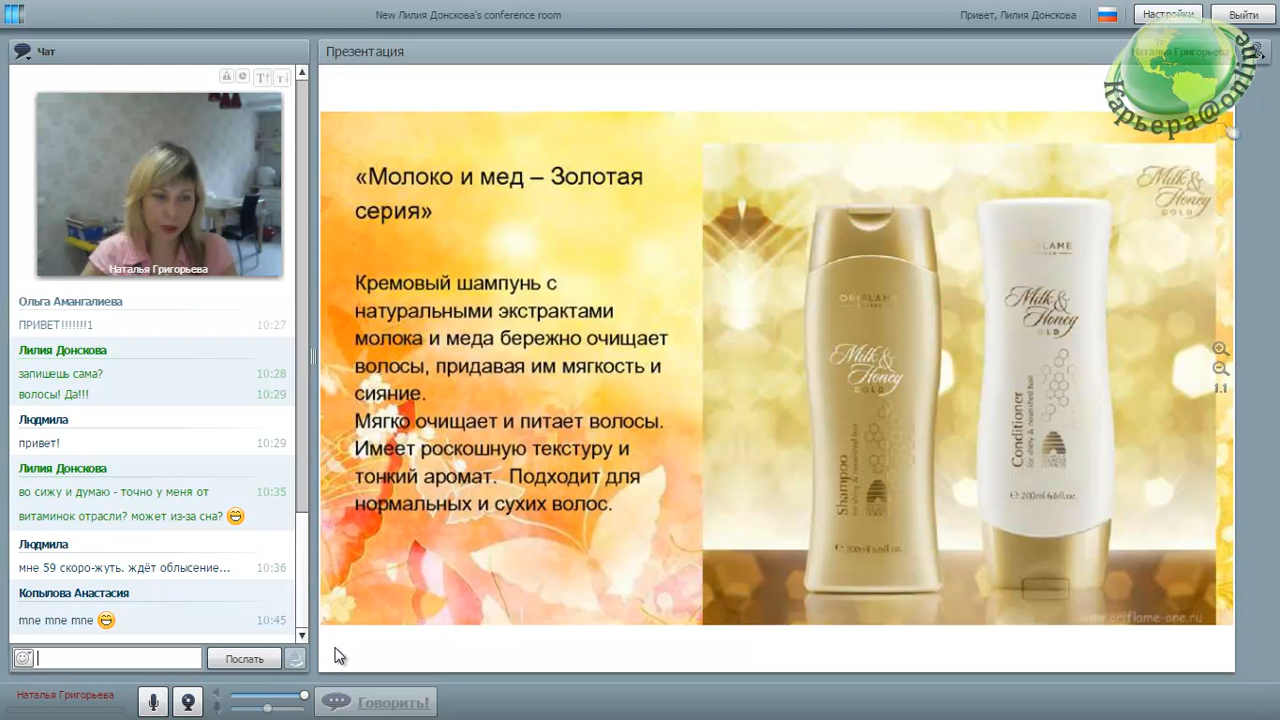 New Лилия Донскова's conference room
Привет, Лилия Донскова
Настройки
Выйти
Чат
Презентация
Наталья Григорьева
Карьера@online
Наталья Григорьева
Ольга Амангалиева
ПРИВЕТ!!!!!!!1 10:27
Лилия Донскова
запишешь сама? 10:28
волосы! Да!!! 10:29
Людмила
привет! 10:29
Лилия Донскова
во сижу и думаю - точно у меня от 10:35
витаминок отрасли? может из-за сна?
Людмила
мне 59 скоро-жуть. ждёт облысение... 10:36
Копылова Анастасия
mne mne mne 10:45
Послать
Наталья Григорьева
Говорить!
«Молоко и мед – Золотая
серия»
Кремовый шампунь с
натуральными экстрактами
молока и меда бережно очищает
волосы, придавая им мягкость и
сияние.
Мягко очищает и питает волосы.
Имеет роскошную текстуру и
тонкий аромат. Подходит для
нормальных и сухих волос.
Milk &
Honey
GOLD
ORIFLAME
Milk &
Honey
GOLD
Shampoo
200ml
ORIFLAME
Milk &
Honey
GOLD
Conditioner
for shiny & nourished hair
200ml
www.oriflame-one.ru
1:1